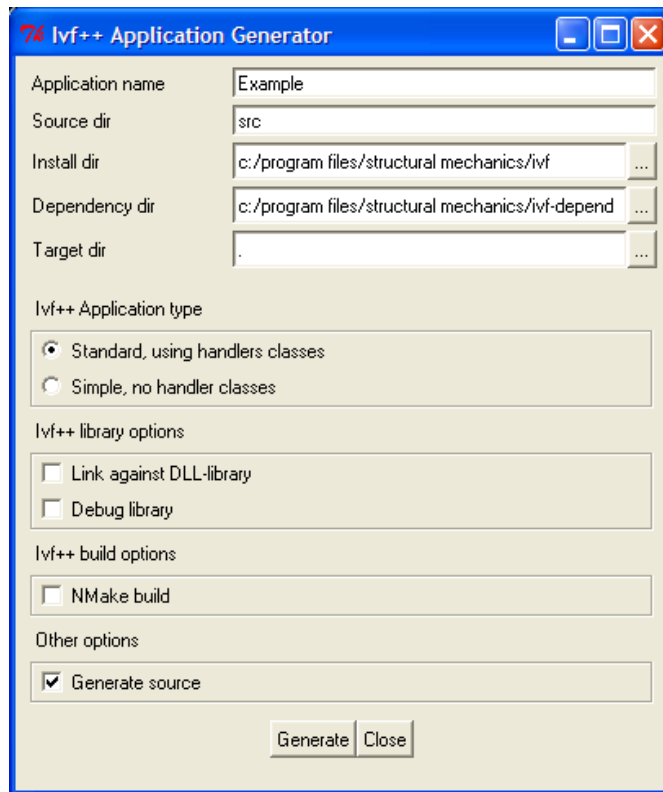 Ivf++ Application Generator
Application name Example
Source dir src
Install dir c:/program files/structural mechanics/ivf ...
Dependency dir c:/program files/structural mechanics/ivf-depend ...
Target dir . ...
Ivf++ Application type
Standard, using handlers classes
Simple, no handler classes
Ivf++ library options
Link against DLL-library
Debug library
Ivf++ build options
NMake build
Other options
Generate source
Generate Close